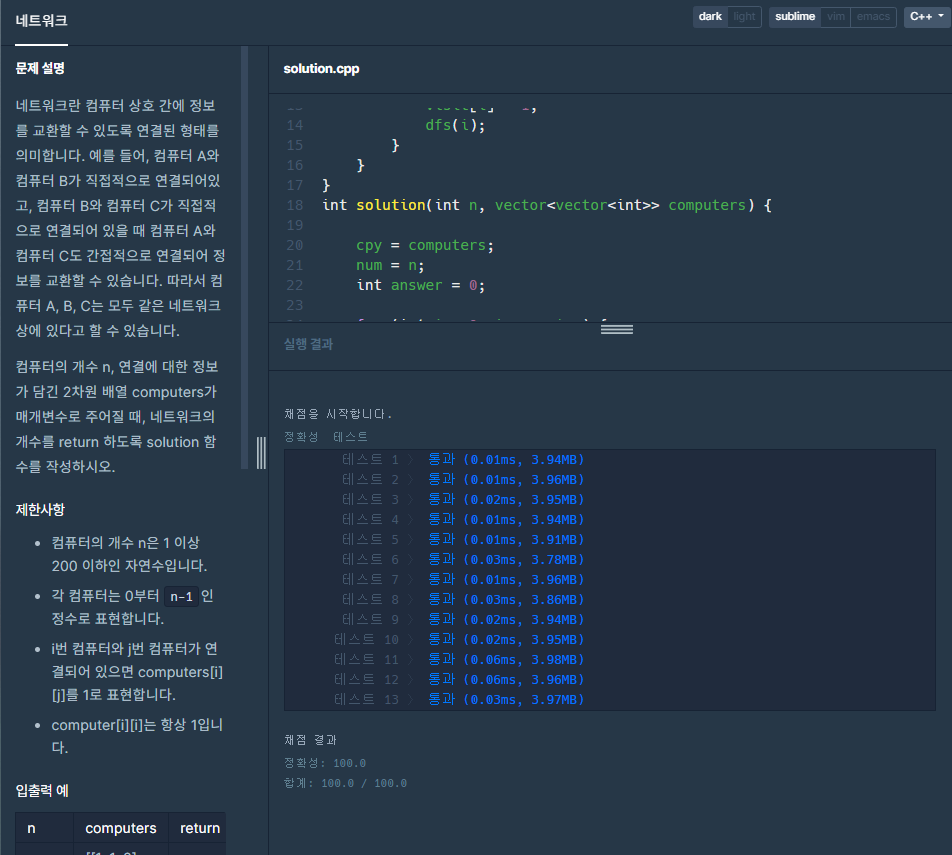 네트워크
dark light sublime vim emacs C++
문제 설명
네트워크란 컴퓨터 상호 간에 정보
를 교환할 수 있도록 연결된 형태를
의미합니다. 예를 들어, 컴퓨터 A와
컴퓨터 B가 직접적으로 연결되어있
고, 컴퓨터 B와 컴퓨터 C가 직접적
으로 연결되어 있을 때 컴퓨터 A와
컴퓨터 C도 간접적으로 연결되어 정
보를 교환할 수 있습니다. 따라서 컴
퓨터 A, B, C는 모두 같은 네트워크
상에 있다고 할 수 있습니다.
컴퓨터의 개수 n, 연결에 대한 정보
가 담긴 2차원 배열 computers가
매개변수로 주어질 때, 네트워크의
개수를 return 하도록 solution 함
수를 작성하시오.
제한사항
• 컴퓨터의 개수 n은 1 이상
200 이하인 자연수입니다.
• 각 컴퓨터는 0부터 n-1 인
정수로 표현합니다.
• i번 컴퓨터와 j번 컴퓨터가 연
결되어 있으면 computers[i]
[j]를 1로 표현합니다.
• computer[i][i]는 항상 1입니
다.
입출력 예
n computers return
solution.cpp
14 dfs(i);
15 }
16 }
17 }
18 int solution(int n, vector<vector<int>> computers) {
19
20 cpy = computers;
21 num = n;
22 int answer = 0;
23
실행 결과
채점을 시작합니다.
정확성 테스트
테스트 1 〉 통과 (0.01ms, 3.94MB)
테스트 2 〉 통과 (0.01ms, 3.96MB)
테스트 3 〉 통과 (0.02ms, 3.95MB)
테스트 4 〉 통과 (0.01ms, 3.94MB)
테스트 5 〉 통과 (0.01ms, 3.91MB)
테스트 6 〉 통과 (0.03ms, 3.78MB)
테스트 7 〉 통과 (0.01ms, 3.96MB)
테스트 8 〉 통과 (0.03ms, 3.86MB)
테스트 9 〉 통과 (0.02ms, 3.94MB)
테스트 10 〉 통과 (0.02ms, 3.95MB)
테스트 11 〉 통과 (0.06ms, 3.98MB)
테스트 12 〉 통과 (0.06ms, 3.96MB)
테스트 13 〉 통과 (0.03ms, 3.97MB)
채점 결과
정확성: 100.0
합계: 100.0 / 100.0